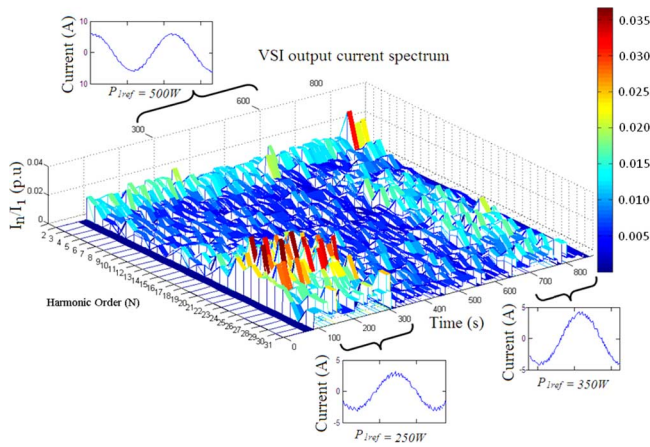 10
0
10
Current (A)
P1ref = 500W
VSI output current spectrum
300
600
800
0.04
0.02
0
In/I1 (p.u)
2 3 4 5 6 7 8 9 10 11 12 13 14 15 16 17 18 19 20 21 22 23 24 25 26 27 28 29 30 31
Harmonic Order (N)
0 100 200 300 400 500 600 700 800
Time (s)
0.035
0.030
0.025
0.020
0.015
0.010
0.005
5
0
-5
Current (A)
P1ref = 250W
5
0
-5
Current (A)
P1ref = 350W